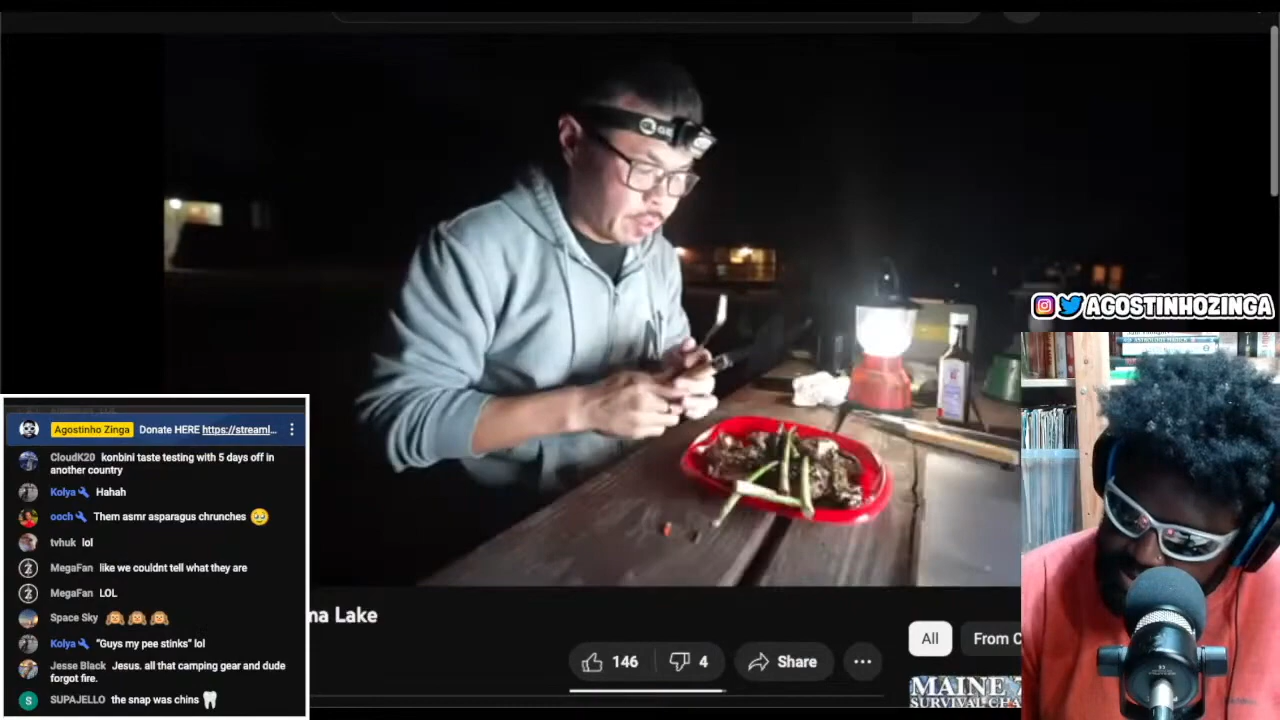 AGOSTINHOZINGA
Agostinho Zinga Donate HERE https://streaml...
CloudK20 konbini taste testing with 5 days off in
another country
Kolya Hahah
ooch Them asmr asparagus chrunches
tvhuk lol
MegaFan like we couldnt tell what they are
MegaFan LOL
Space Sky
Kolya “Guys my pee stinks” lol
Jesse Black Jesus. all that camping gear and dude
forgot fire.
S SUPAJELLO the snap was chins
ma Lake
146
4
Share
All
From C
MAINE
SURVIVAL CHA